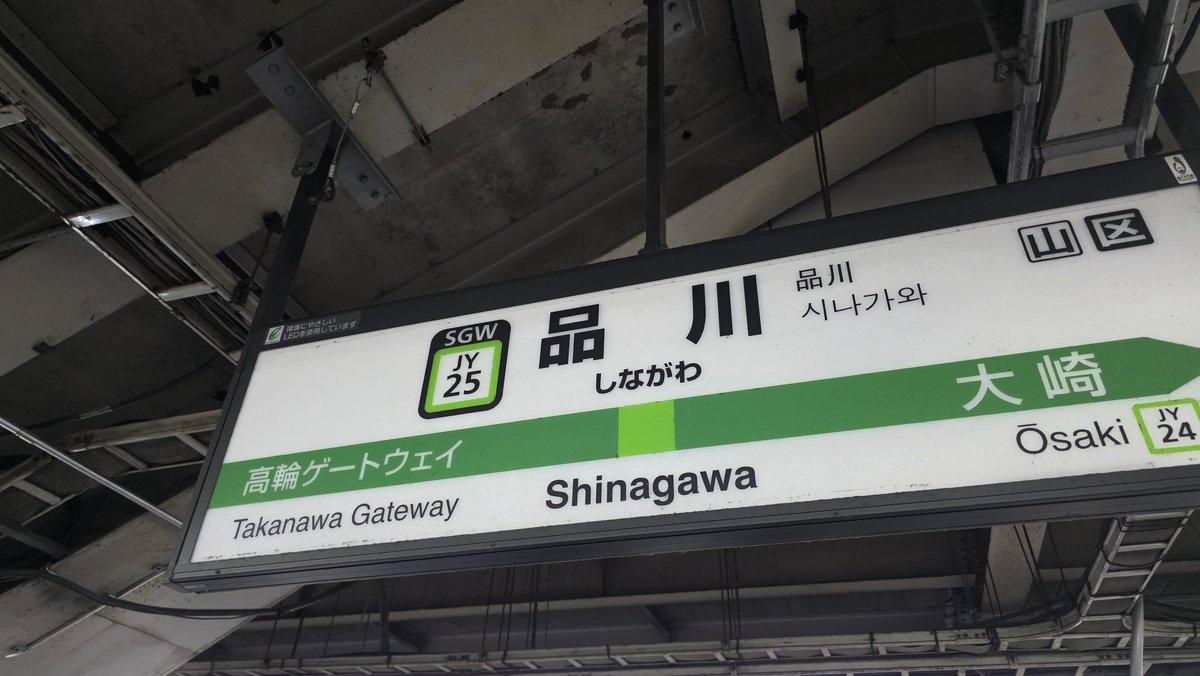 環境にやさしい
LEDを使用しています
SGW
JY
25
品川
しながわ
品川
시나가와
山 区
高輪ゲートウェイ
大崎
Takanawa Gateway
Shinagawa
Ōsaki
JY
24